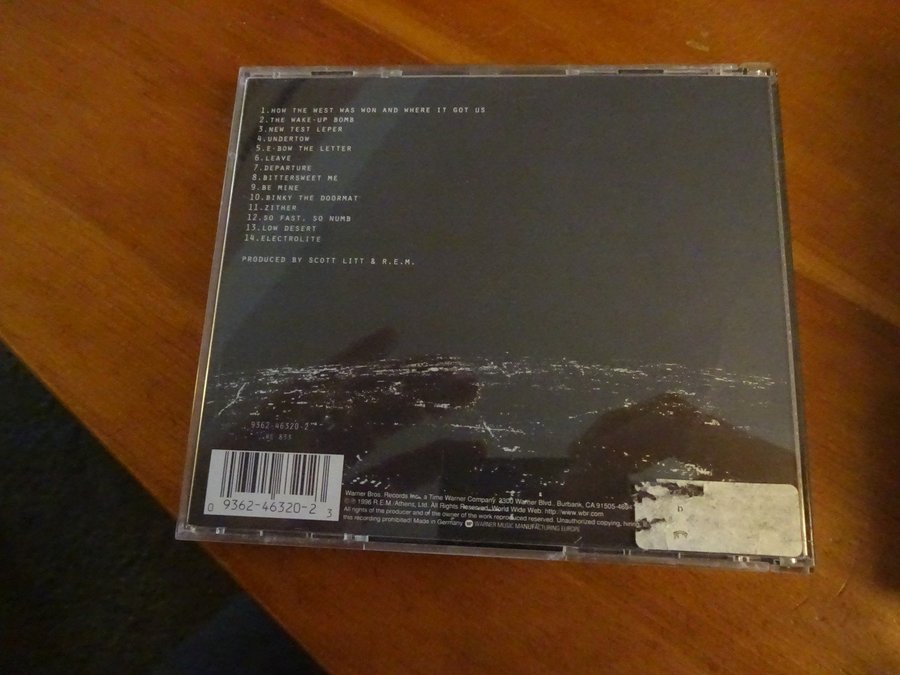 1.HOW THE WEST WAS WON AND WHERE IT GOT US
2.THE WAKE-UP BOMB
3.NEW TEST LEPER
4.UNDERTOW
5.E-BOW THE LETTER
6.LEAVE
7.DEPARTURE
8.BITTERSWEET ME
9.BE MINE
10.BINKY THE DOORMAT
11.ZITHER
12.SO FAST, SO NUMB
13.LOW DESERT
14.ELECTROLITE
PRODUCED BY SCOTT LITT & R.E.M.
9362-46320-2
833
0 9362-46320-2 3
Warner Bros. Records Inc., a Time Warner Company. 3300 Warner Blvd., Burbank, CA 91505-4694
℗ © 1996 R.E.M./Athens, Ltd. All Rights Reserved. World Wide Web: http://www.wbr.com
All rights of the producer and of the owner of the work reproduced reserved. Unauthorized copying, hiring,
this recording prohibited. Made in Germany WARNER MUSIC MANUFACTURING EUROPE